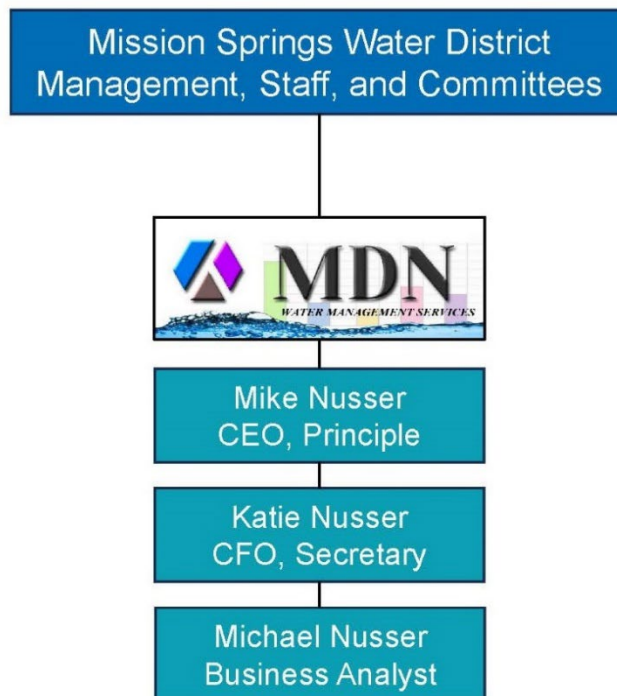 Mission Springs Water District
Management, Staff, and Committees
MDN
WATER MANAGEMENT SERVICES
Mike Nusser
CEO, Principle
Katie Nusser
CFO, Secretary
Michael Nusser
Business Analyst